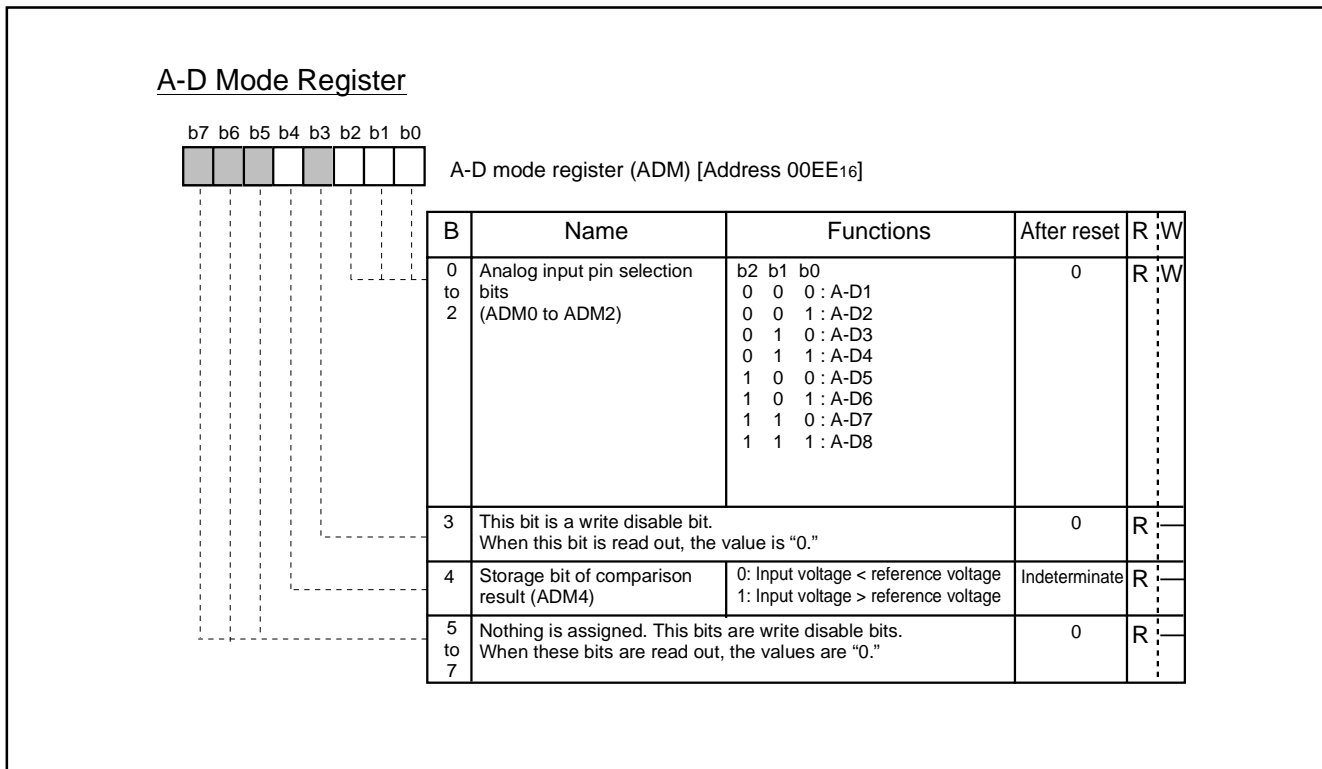 A-D Mode Register
b7 b6 b5 b4 b3 b2 b1 b0
A-D mode register (ADM) [Address 00EE16]
B Name Functions After reset R W
0 to 2
Analog input pin selection
bits
(ADM0 to ADM2)
b2 b1 b0
0 0 0 : A-D1
0 0 1 : A-D2
0 1 0 : A-D3
0 1 1 : A-D4
1 0 0 : A-D5
1 0 1 : A-D6
1 1 0 : A-D7
1 1 1 : A-D8
0 R W
3
This bit is a write disable bit.
When this bit is read out, the value is “0.”
0 R —
4
Storage bit of comparison
result (ADM4)
0: Input voltage < reference voltage
1: Input voltage > reference voltage
Indeterminate R —
5 to 7
Nothing is assigned. This bits are write disable bits.
When these bits are read out, the values are “0.”
0 R —